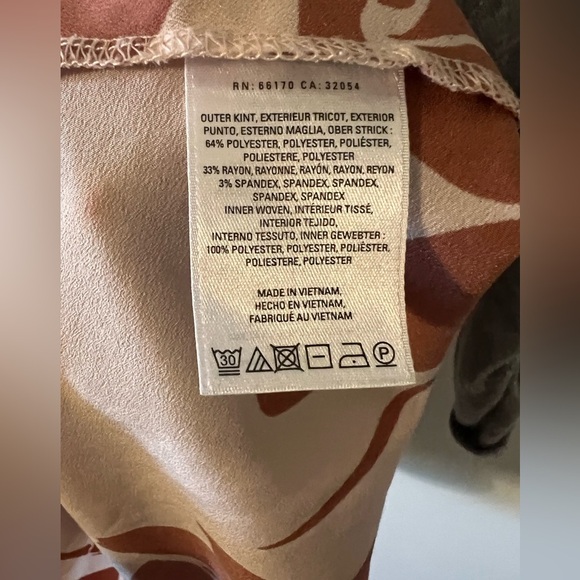 RN: 66170 CA: 32054
OUTER KINT, EXTERIEUR TRICOT, EXTERIOR
PUNTO, ESTERNO MAGLIA, OBER STRICK :
64% POLYESTER, POLYESTER, POLIÉSTER,
POLIESTERE, POLYESTER
33% RAYON, RAYONNE, RAYÓN, RAYON, REYON
3% SPANDEX, SPANDEX, SPANDEX,
SPANDEX, SPANDEX
INNER WOVEN, INTÉRIEUR TISSÉ,
INTERIOR TEJIDO,
INTERNO TESSUTO, INNER GEWEBTER :
100% POLYESTER, POLYESTER, POLIÉSTER,
POLIESTERE, POLYESTER
MADE IN VIETNAM,
HECHO EN VIETNAM,
FABRIQUÉ AU VIETNAM
30 P